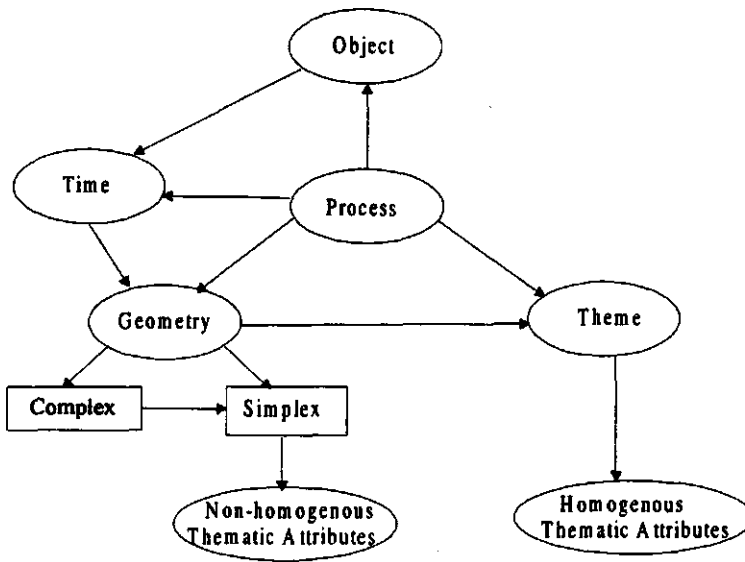 Object
Time
Process
Geometry
Theme
Complex
Simplex
Non-homogenous
Thematic Attributes
Homogenous
Thematic Attributes